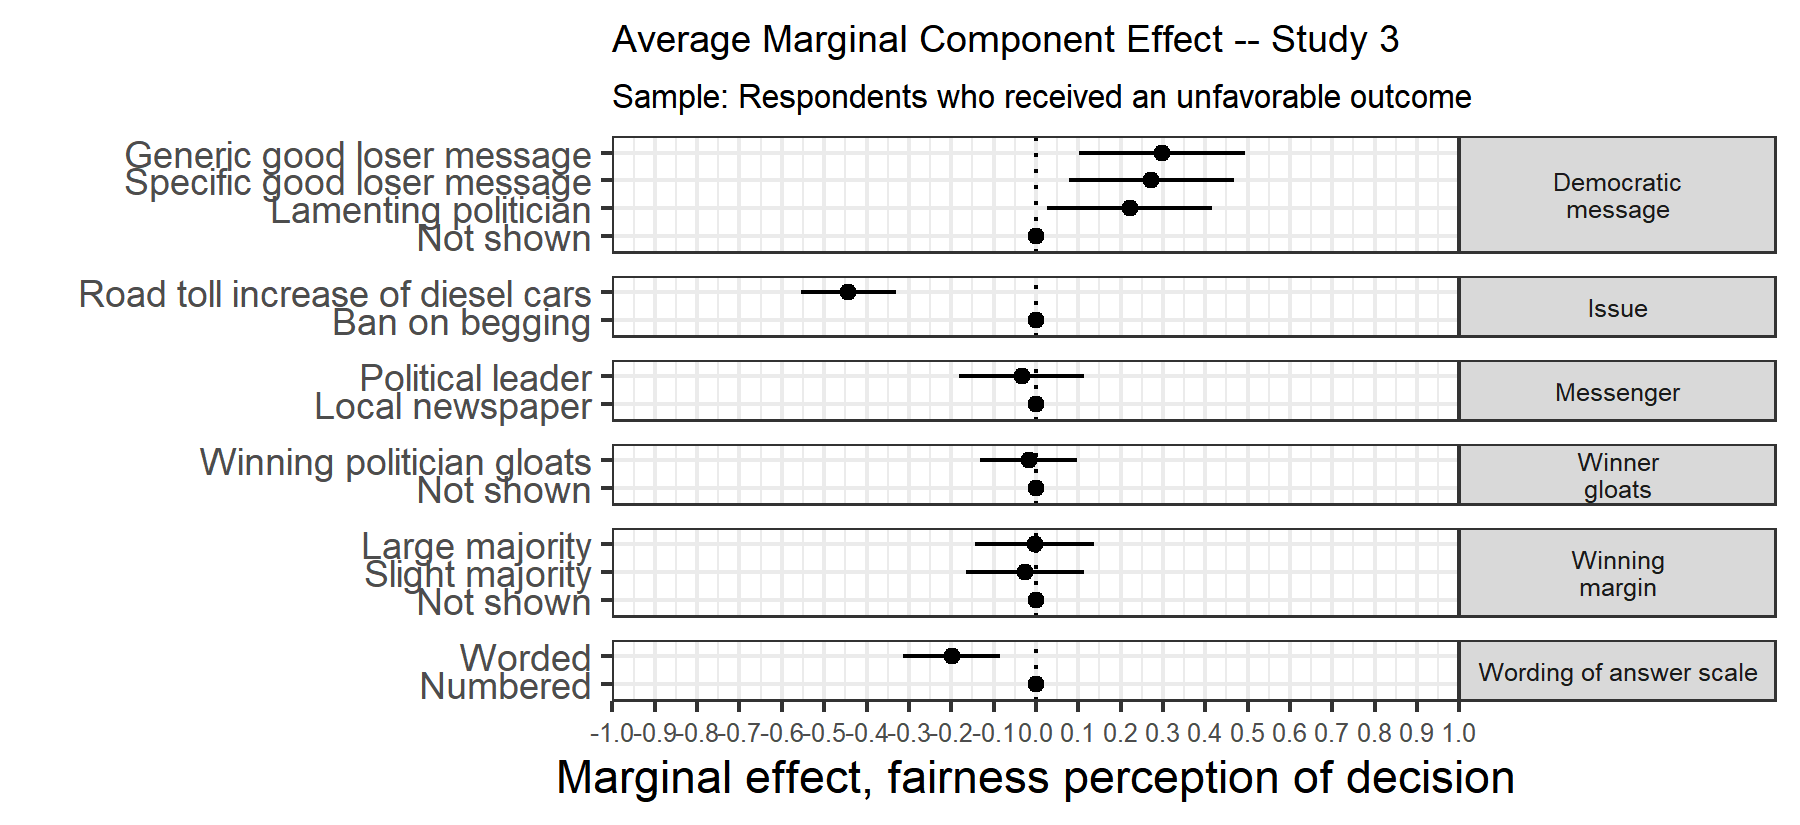 Average Marginal Component Effect -- Study 3
Sample: Respondents who received an unfavorable outcome
Generic good loser message
Specific good loser message
Lamenting politician
Not shown
Democratic
message
Road toll increase of diesel cars
Ban on begging
Issue
Political leader
Local newspaper
Messenger
Winning politician gloats
Not shown
Winner
gloats
Large majority
Slight majority
Not shown
Winning
margin
Worded
Numbered
Wording of answer scale
-1.0 -0.9 -0.8 -0.7 -0.6 -0.5 -0.4 -0.3 -0.2 -0.1 0.0 0.1 0.2 0.3 0.4 0.5 0.6 0.7 0.8 0.9 1.0
Marginal effect, fairness perception of decision